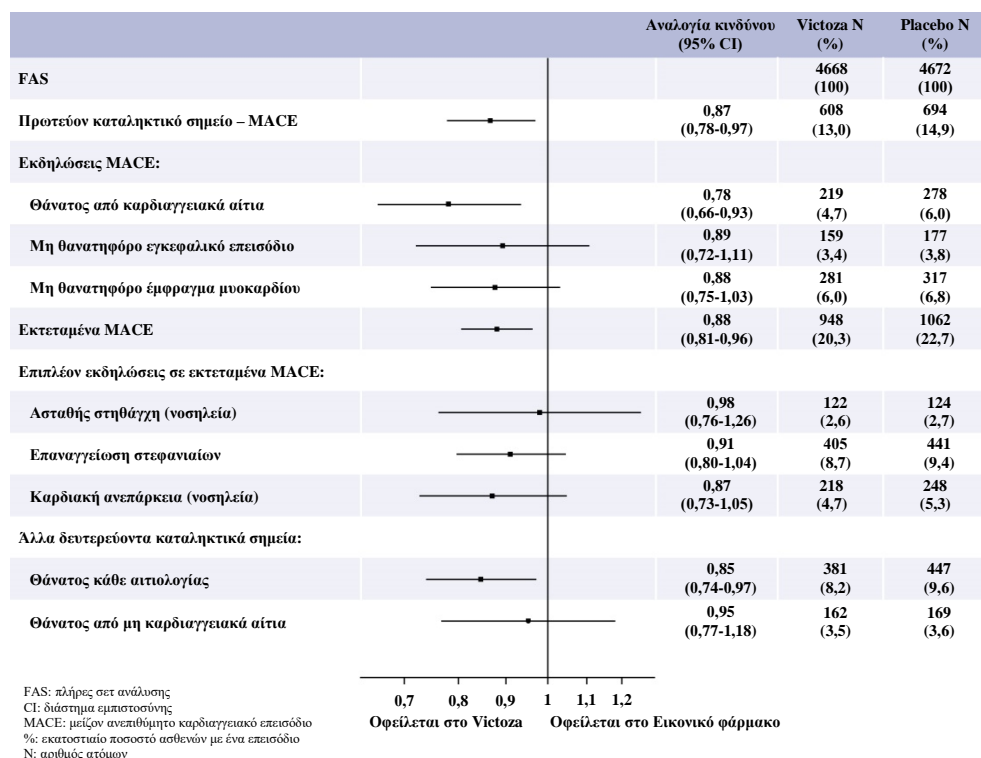 Αναλογία κινδύνου Victoza N Placebo N
(95% CI) (%) (%)
FAS 4668 4672
(100) (100)
Πρωτεύον καταληκτικό σημείο – MACE 0,87 608 694
(0,78-0,97) (13,0) (14,9)
Εκδηλώσεις MACE:
Θάνατος από καρδιαγγειακά αίτια 0,78 219 278
(0,66-0,93) (4,7) (6,0)
Μη θανατηφόρο εγκεφαλικό επεισόδιο 0,89 159 177
(0,72-1,11) (3,4) (3,8)
Μη θανατηφόρο έμφραγμα μυοκαρδίου 0,88 281 317
(0,75-1,03) (6,0) (6,8)
Εκτεταμένα MACE 0,88 948 1062
(0,81-0,96) (20,3) (22,7)
Επιπλέον εκδηλώσεις σε εκτεταμένα MACE:
Ασταθής στηθάγχη (νοσηλεία) 0,98 122 124
(0,76-1,26) (2,6) (2,7)
Επαναγγείωση στεφανιαίων 0,91 405 441
(0,80-1,04) (8,7) (9,4)
Καρδιακή ανεπάρκεια (νοσηλεία) 0,87 218 248
(0,73-1,05) (4,7) (5,3)
Άλλα δευτερεύοντα καταληκτικά σημεία:
Θάνατος κάθε αιτιολογίας 0,85 381 447
(0,74-0,97) (8,2) (9,6)
Θάνατος από μη καρδιαγγειακά αίτια 0,95 162 169
(0,77-1,18) (3,5) (3,6)
0,7 0,8 0,9 1 1,1 1,2
Οφείλεται στο Victoza Οφείλεται στο Εικονικό φάρμακο
FAS: πλήρες σετ ανάλυσης
CI: διάστημα εμπιστοσύνης
MACE: μείζον ανεπιθύμητο καρδιαγγειακό επεισόδιο
%: εκατοστιαίο ποσοστό ασθενών με ένα επεισόδιο
N: αριθμός ατόμων